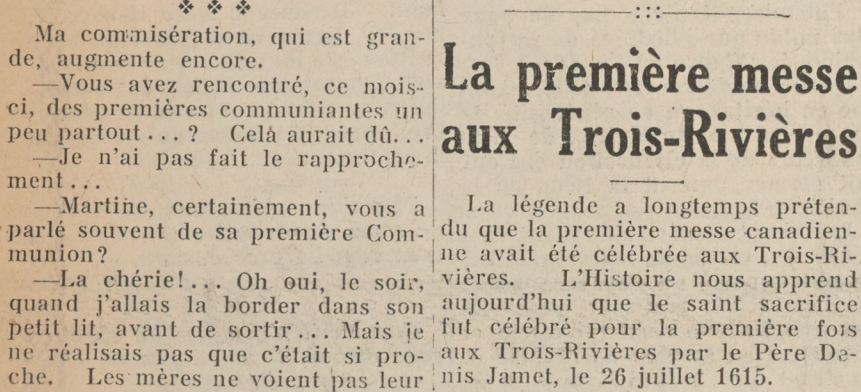 Ma commisération, qui est gran-
de, augmente encore.
—Vous avez rencontré, ce mois-
ci, des premières communiantes un
peu partout...? Celà aurait dû...
—Je n'ai pas fait le rapproche-
ment...
—Martine, certainement, vous a
parlé souvent de sa première Com-
munion?
—La chérie!... Oh oui, le soir,
quand j'allais la border dans son
petit lit, avant de sortir... Mais je
ne réalisais pas que c'était si pro-
che. Les mères ne voient pas leur
La première messe
aux Trois-Rivières
La légende a longtemps préten-
du que la première messe canadien-
ne avait été célébrée aux Trois-Ri-
vières. L'Histoire nous apprend
aujourd'hui que le saint sacrifice
fut célébré pour la première fois
aux Trois-Rivières par le Père De-
nis Jamet, le 26 juillet 1615.